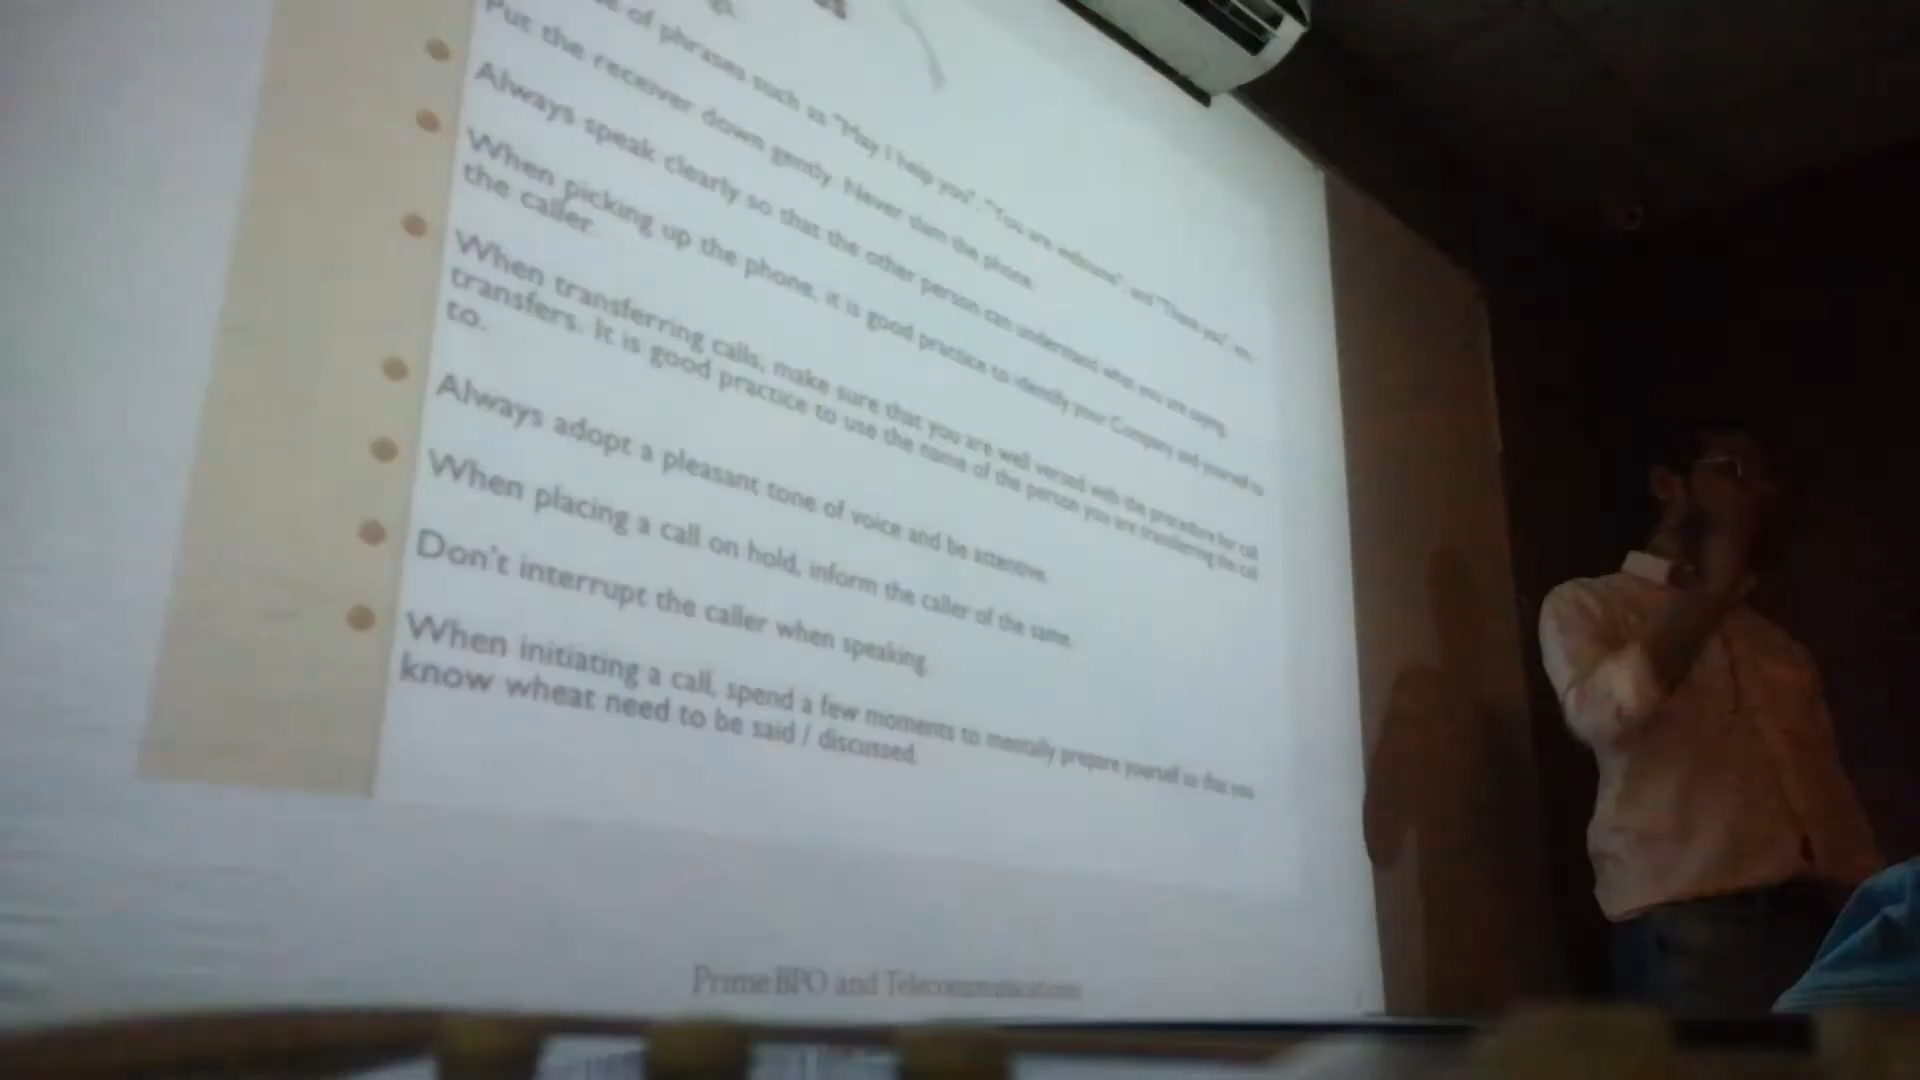 of phrases such as "May I help you", "You are welcome", and "Thank you" etc.
Put the receiver down gently. Never slam the phone.
Always speak clearly so that the other person can understand what you are saying.
When picking up the phone, it is good practice to identify your Company and yourself to
the caller.
When transferring calls, make sure that you are well versed with the procedure for call
transfers. It is good practice to use the name of the person you are transferring the call
to.
Always adopt a pleasant tone of voice and be attentive.
When placing a call on hold, inform the caller of the same.
Don't interrupt the caller when speaking.
When initiating a call, spend a few moments to mentally prepare yourself so that you
know wheat need to be said / discussed.
Prime BPO and Telecommunications